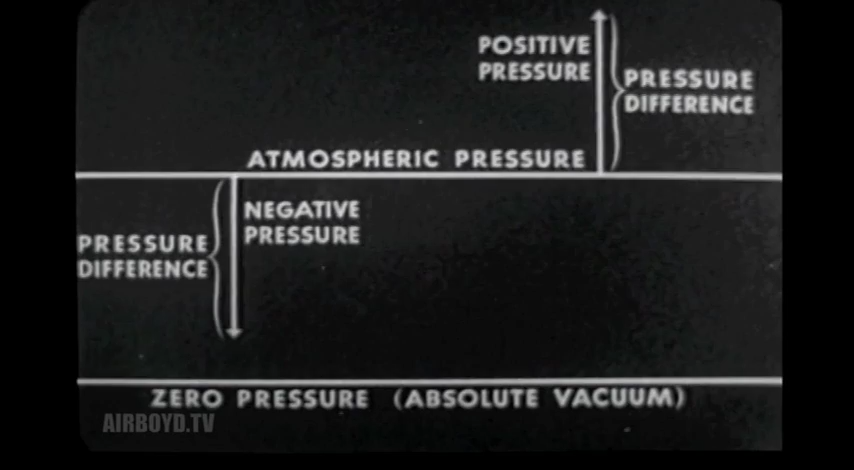 POSITIVE
PRESSURE
PRESSURE
DIFFERENCE
ATMOSPHERIC PRESSURE
NEGATIVE
PRESSURE
PRESSURE
DIFFERENCE
ZERO PRESSURE (ABSOLUTE VACUUM)
AIRBOYD.TV